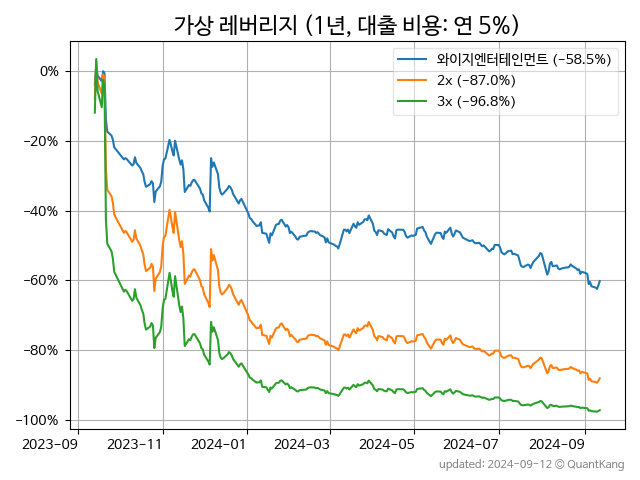 가상 레버리지 (1년, 대출 비용: 연 5%)
와이지엔터테인먼트 (−58.5%)
2x (−87.0%)
3x (−96.8%)
0%
−20%
−40%
−60%
−80%
−100%
2023-09 2023-11 2024-01 2024-03 2024-05 2024-07 2024-09
updated: 2024-09-12 © QuantKang